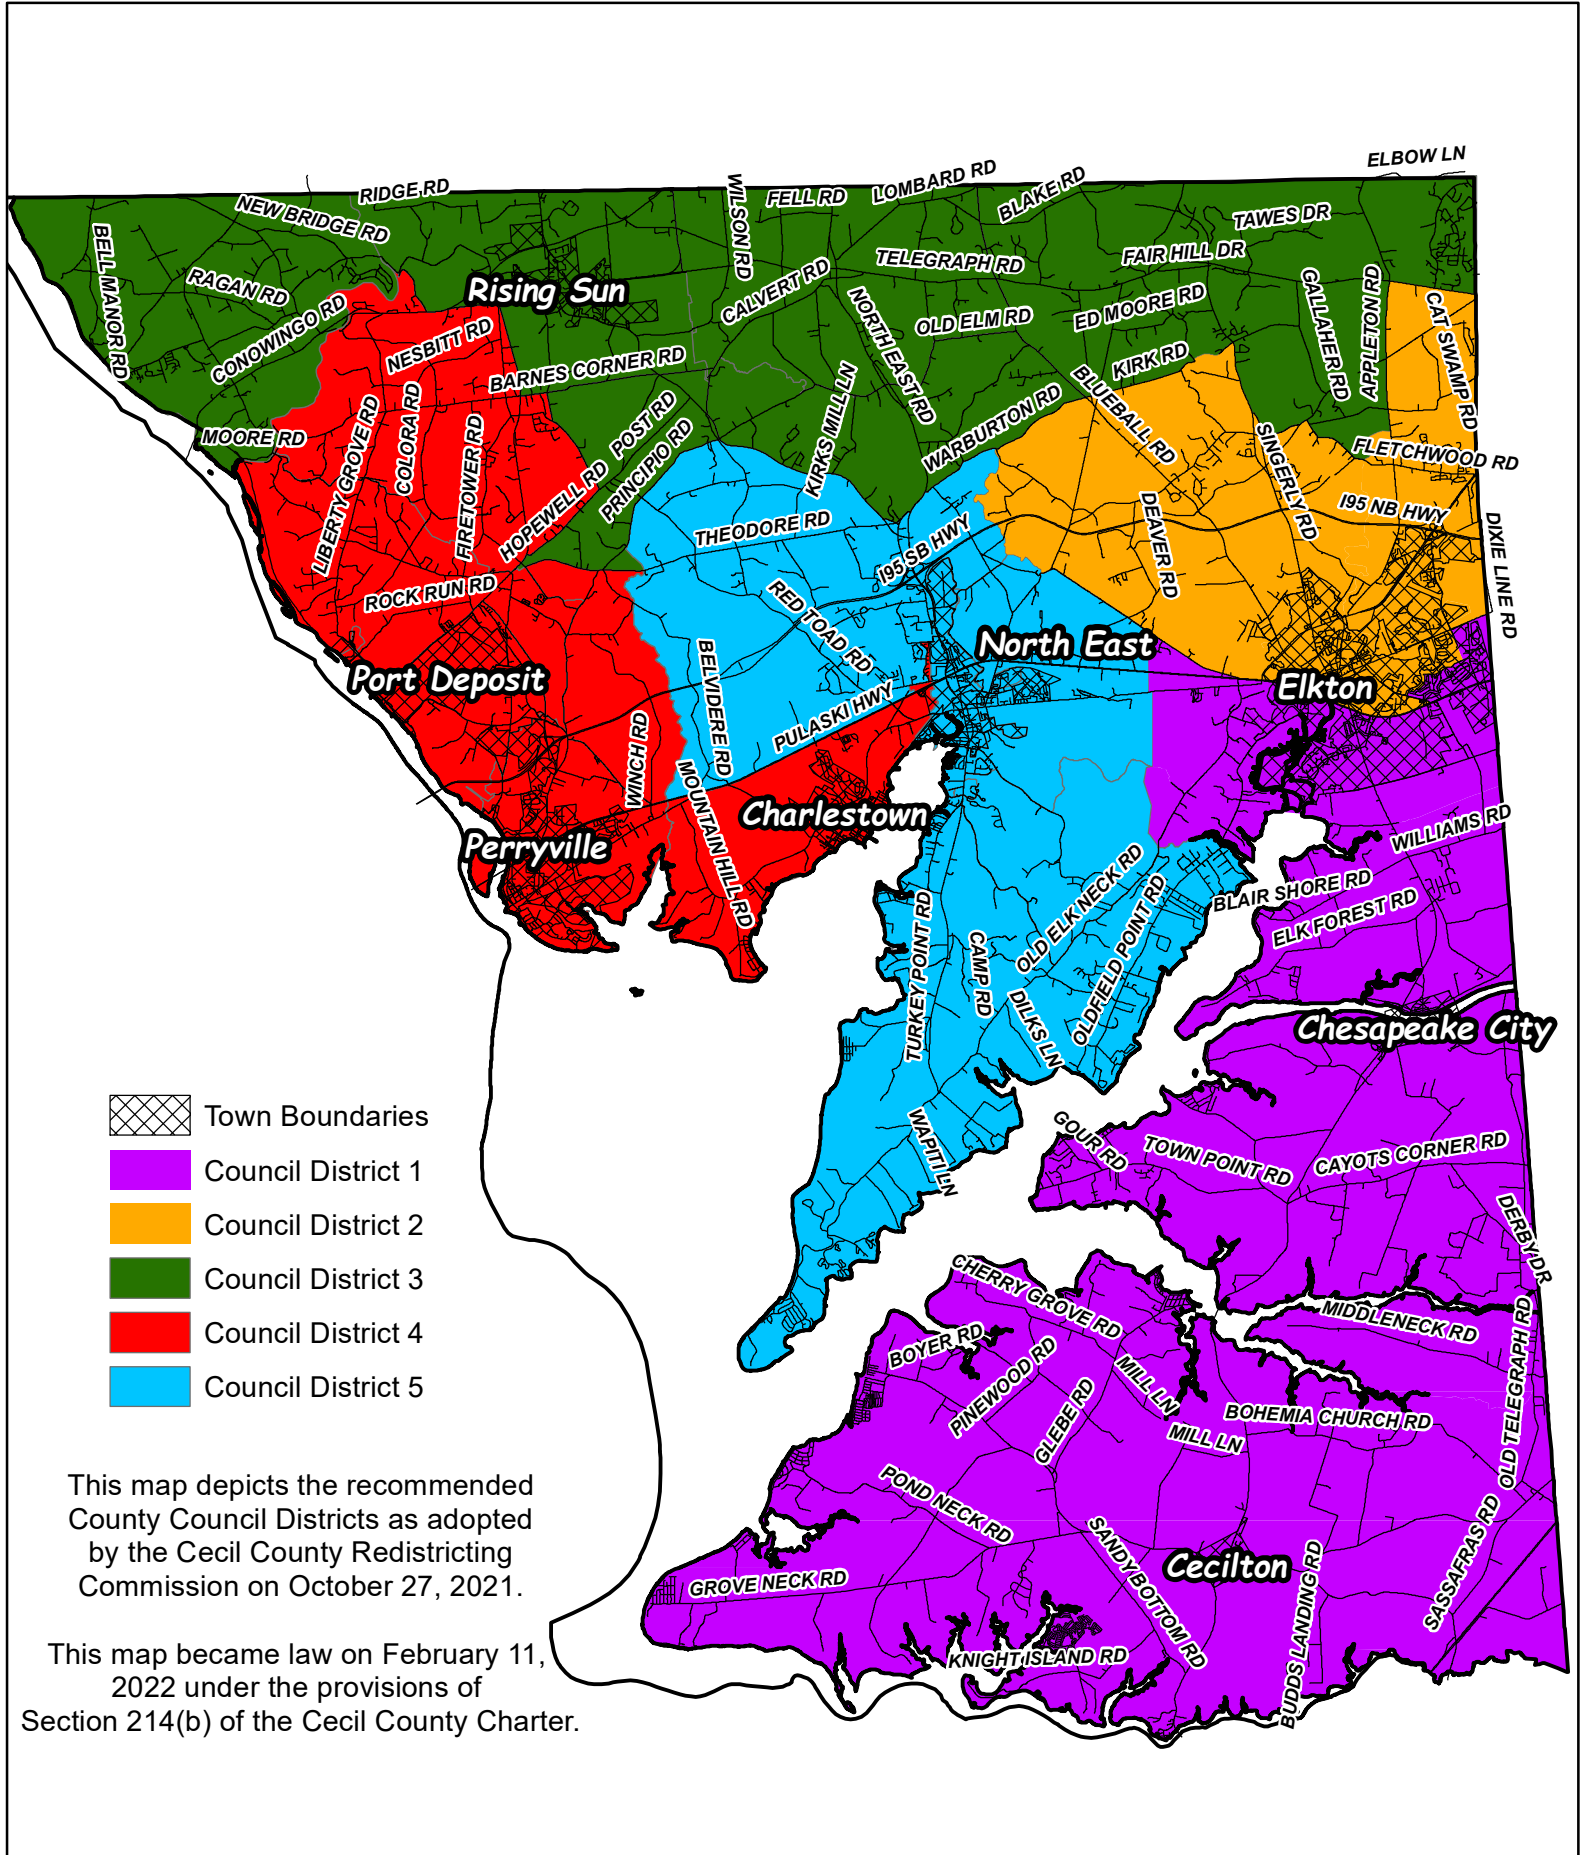 ELBOW LN
RIDGE RD
WILSON RD
FELL RD
LOMBARD RD
BLAKE RD
NEW BRIDGE RD
TAWES DR
BELL MANOR RD
RAGAN RD
Rising Sun
TELEGRAPH RD
FAIR HILL DR
CONOWINGO RD
CALVERT RD
NORTH EAST RD
OLD ELM RD
ED MOORE RD
GALLAHER RD
APPLETON RD
CAT SWAMP RD
NESBITT RD
BARNES CORNER RD
KIRK RD
BLUEBALL RD
KIRKS MILL LN
WARBURTON RD
MOORE RD
LIBERTY GROVE RD
COLORA RD
FIRETOWER RD
HOPEWELL RD
POST RD
PRINCIPIO RD
SINGERLY RD
FLETCHWOOD RD
THEODORE RD
I95 SB HWY
DEAVER RD
I95 NB HWY
DIXIE LINE RD
ROCK RUN RD
RED TOAD RD
North East
Port Deposit
BELVIDERE RD
Elkton
PULASKI HWY
WINCH RD
MOUNTAIN HILL RD
Charlestown
Perryville
WILLIAMS RD
OLD ELK NECK RD
BLAIR SHORE RD
ELK FOREST RD
TURKEY POINT RD
CAMP RD
OLDFIELD POINT RD
DILKS LN
Chesapeake City
WAPITI LN
GOUR RD
TOWN POINT RD
CAYOTS CORNER RD
DERBY DR
CHERRY GROVE RD
MIDDLENECK RD
BOYER RD
PINEWOOD RD
MILL LN
GLEBE RD
BOHEMIA CHURCH RD
MILL LN
OLD TELEGRAPH RD
POND NECK RD
SANDY BOTTOM RD
Cecilton
SASSAFRAS RD
GROVE NECK RD
BUDDS LANDING RD
KNIGHT ISLAND RD
Town Boundaries
Council District 1
Council District 2
Council District 3
Council District 4
Council District 5
This map depicts the recommended
County Council Districts as adopted
by the Cecil County Redistricting
Commission on October 27, 2021.
This map became law on February 11,
2022 under the provisions of
Section 214(b) of the Cecil County Charter.